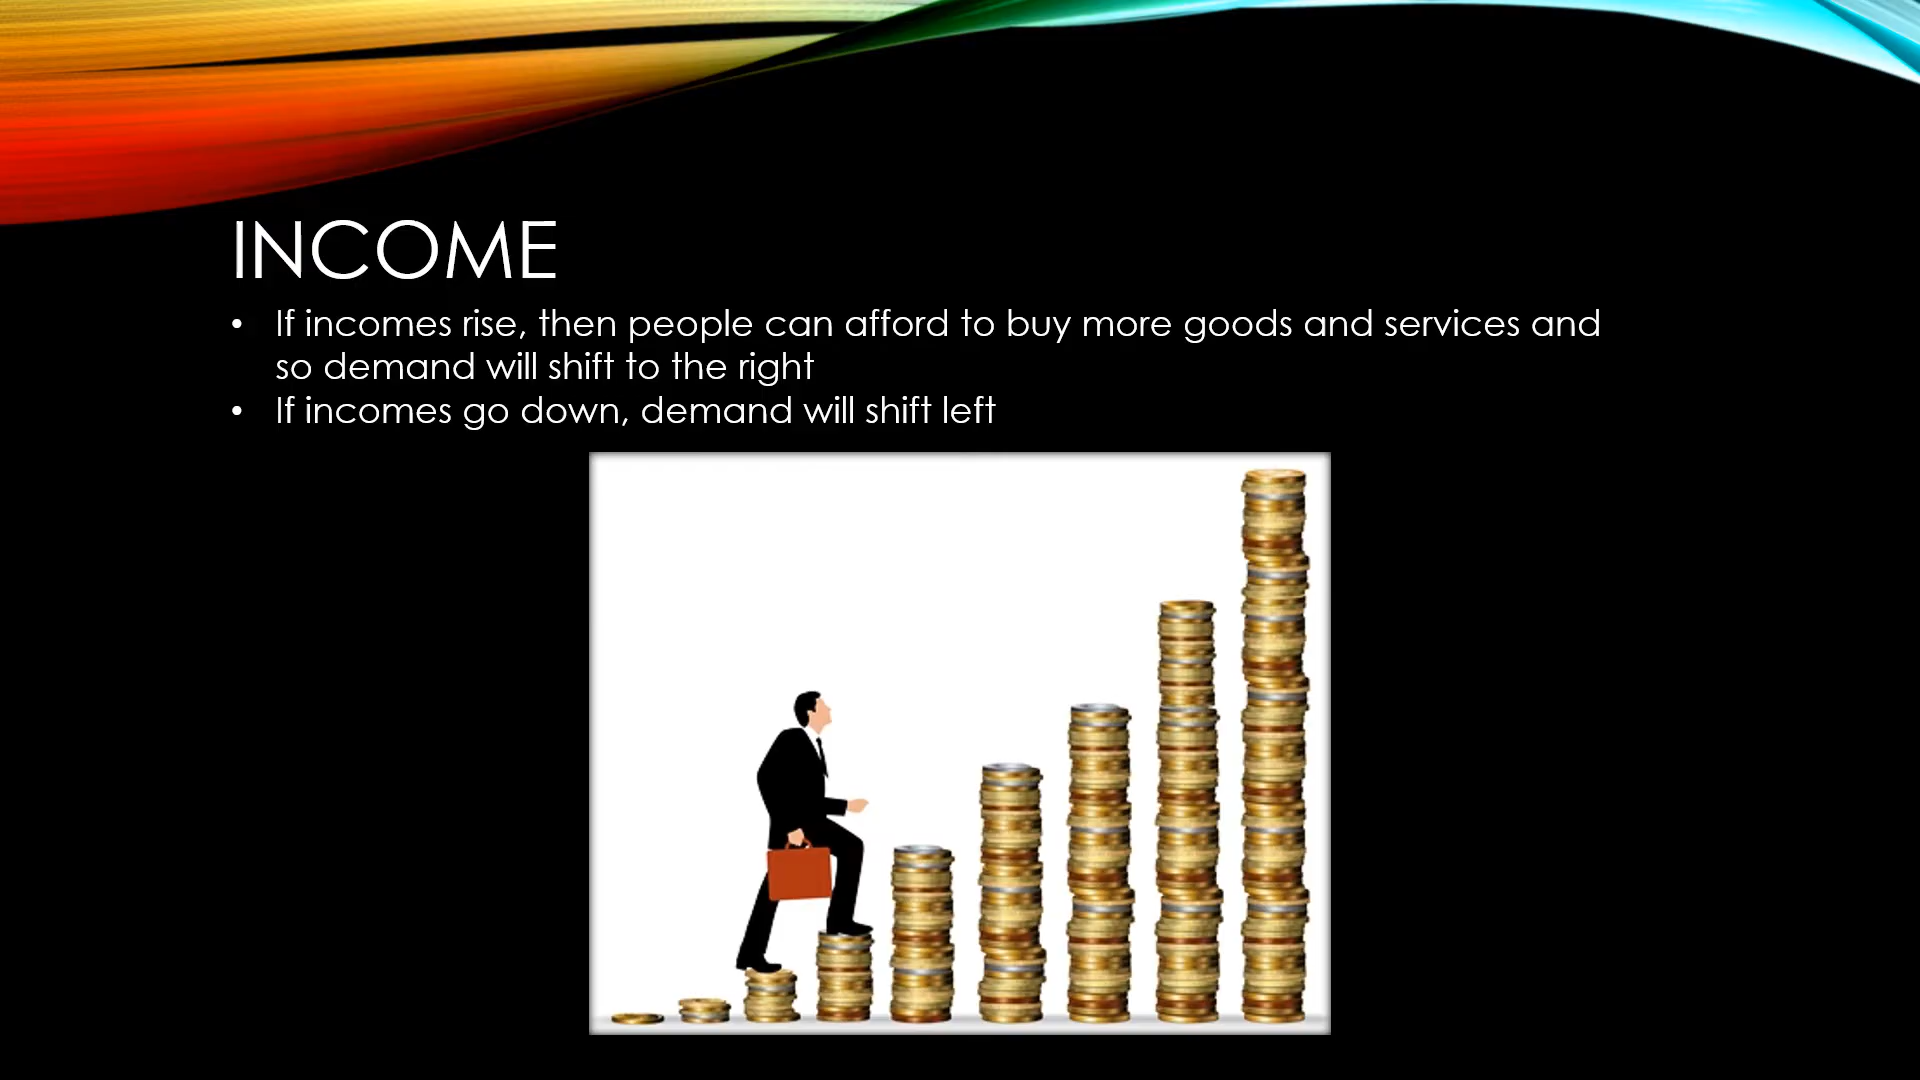 INCOME
• If incomes rise, then people can afford to buy more goods and services and
so demand will shift to the right
• If incomes go down, demand will shift left